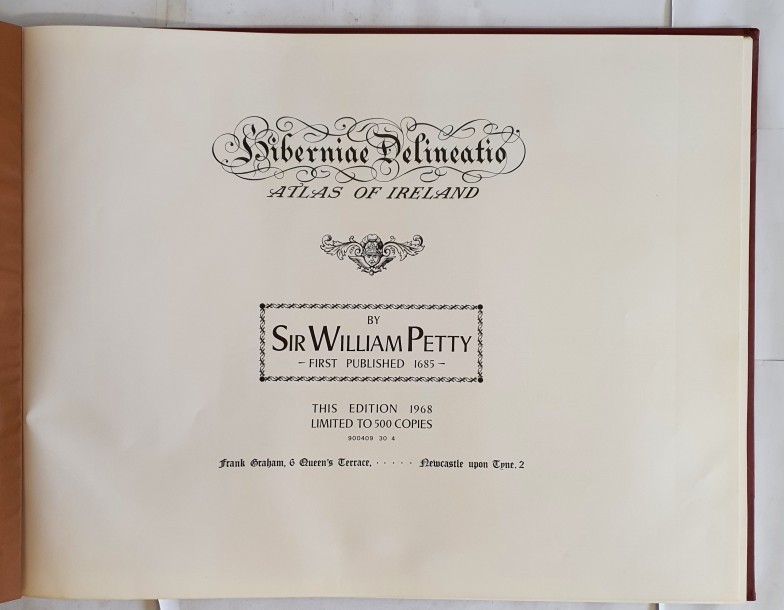 Hiberniae Delineatio
ATLAS OF IRELAND
BY
SIR WILLIAM PETTY
– FIRST PUBLISHED 1685 –
THIS EDITION 1968
LIMITED TO 500 COPIES
900409 30 4
Frank Graham, 6 Queen's Terrace, · · · · · Newcastle upon Tyne. 2